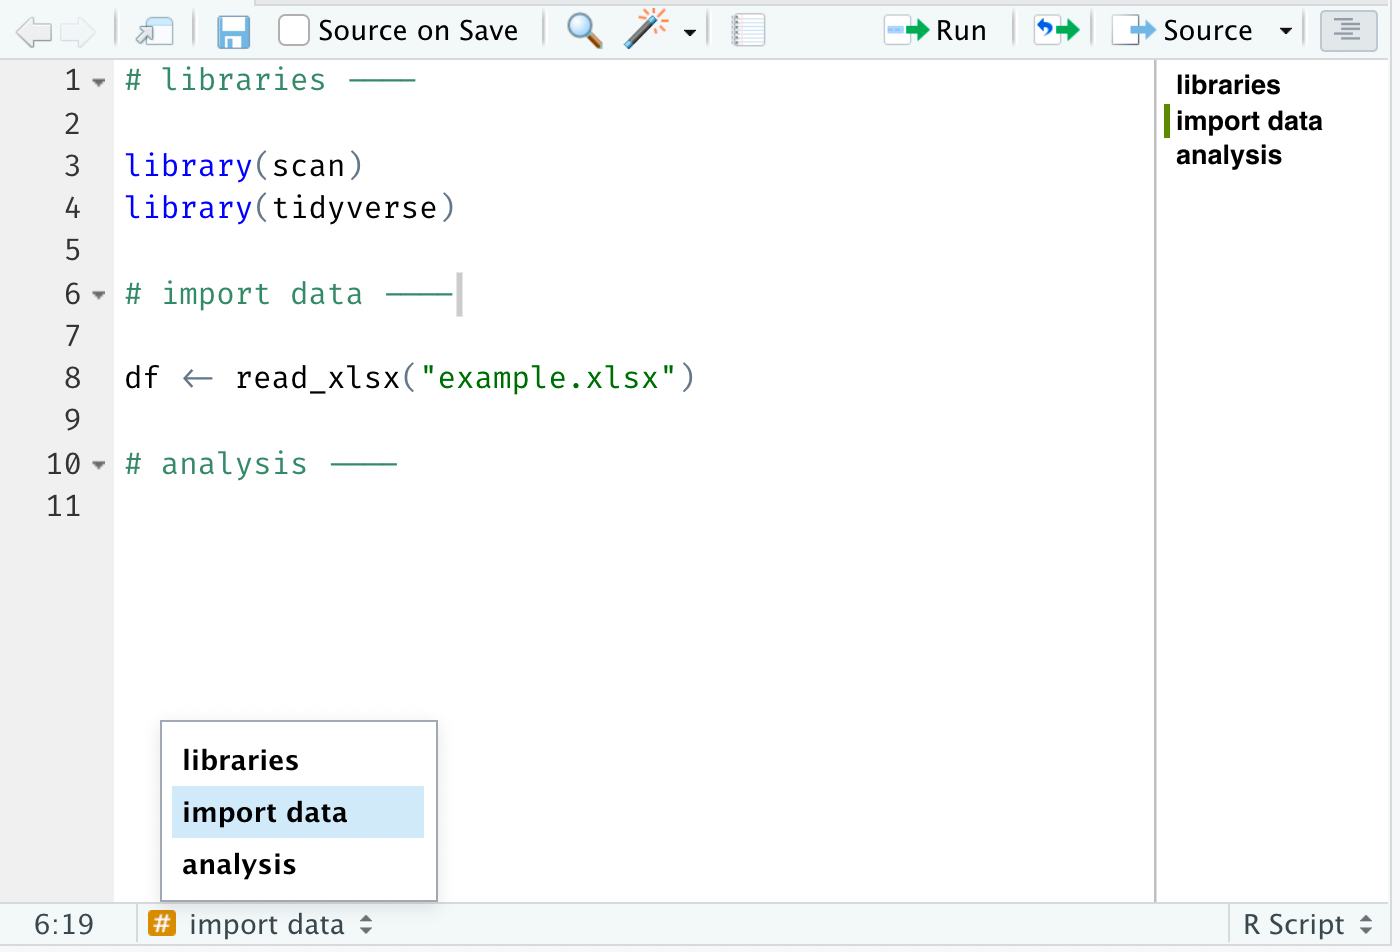 Source on Save Run Source
1 # libraries ----
2
3 library(scan)
4 library(tidyverse)
5
6 # import data ----
7
8 df <- read_xlsx("example.xlsx")
9
10 # analysis ----
11
libraries
import data
analysis
libraries
import data
analysis
6:19 # import data R Script